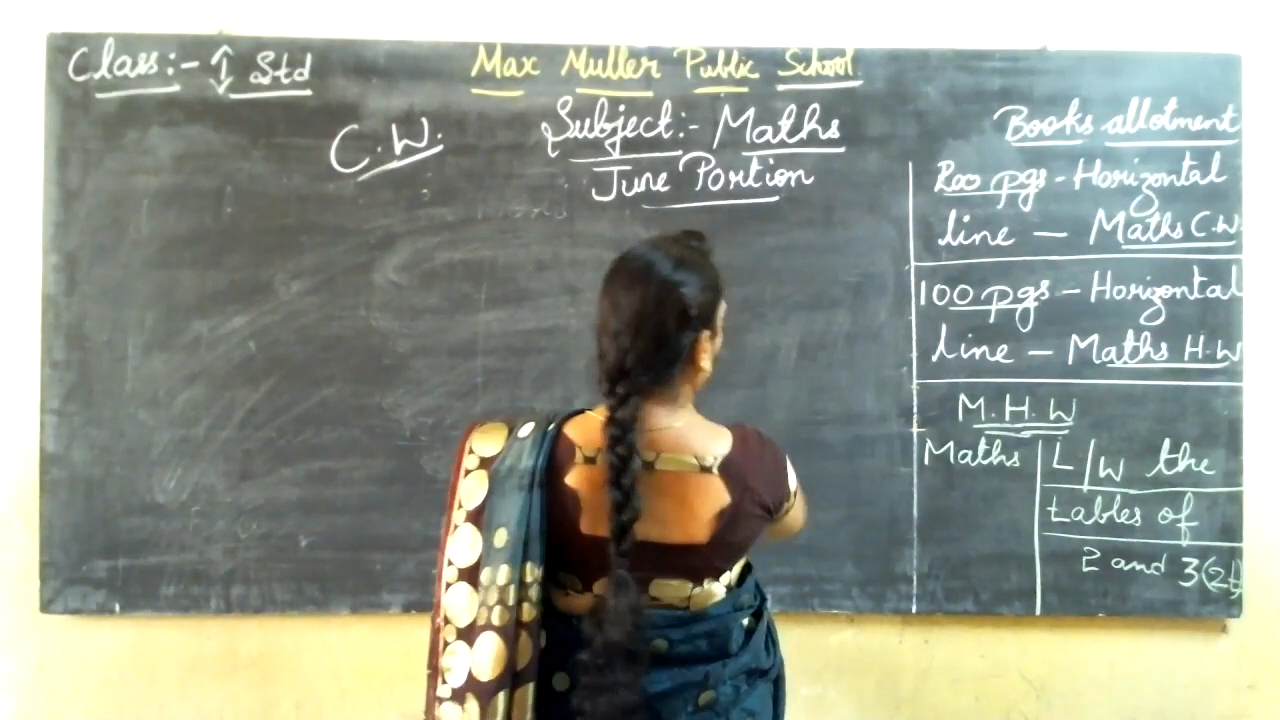 Class:- I Std
Max Muller Public School
C.W.
Subject:- Maths
June Portion
Books allotment
200 pgs - Horizontal
line - Maths C.W.
100 pgs - Horizontal
line - Maths H.W
M.H.W
Maths L/W the
tables of
2 and 3(2t)